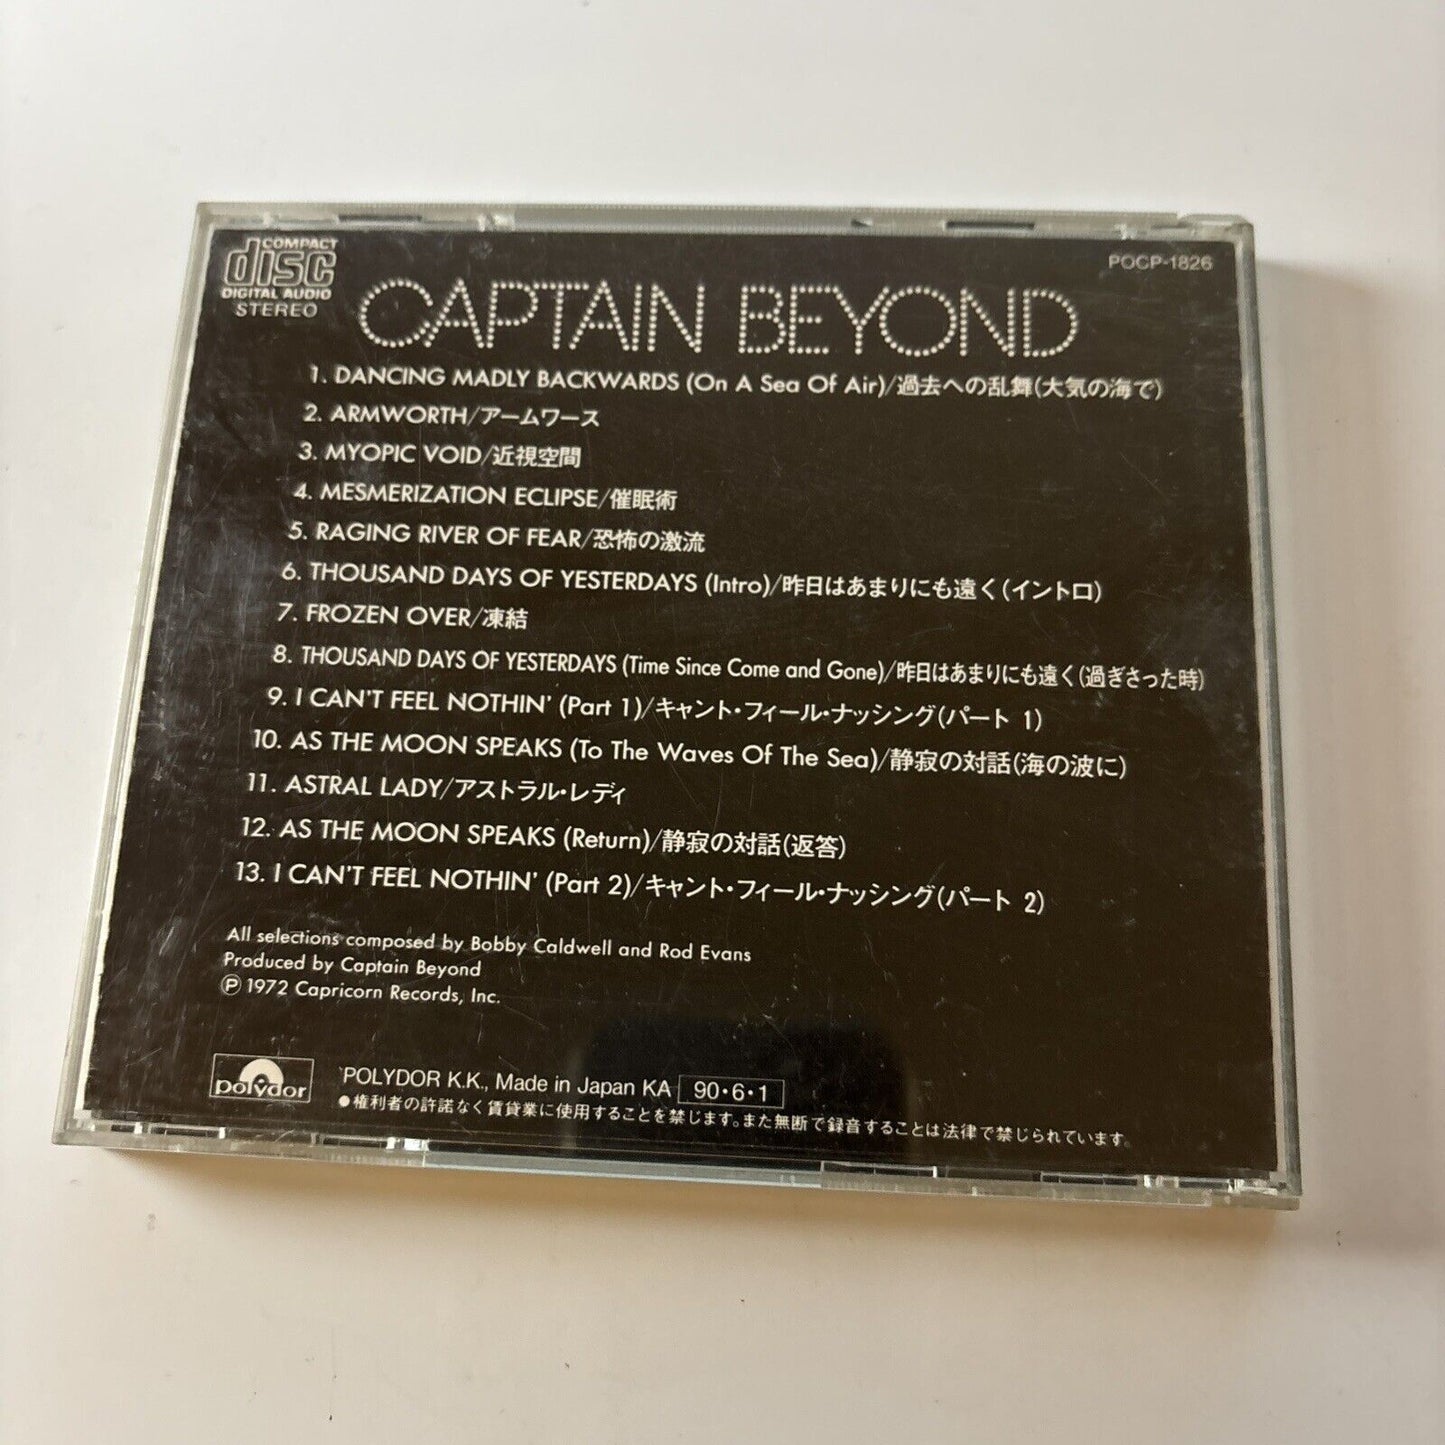 COMPACT
disc
DIGITAL AUDIO
STEREO
CAPTAIN BEYOND
POCP-1826
1. DANCING MADLY BACKWARDS (On A Sea Of Air)/過去への乱舞(大気の海で)
2. ARMWORTH/アームワース
3. MYOPIC VOID/近視空間
4. MESMERIZATION ECLIPSE/催眠術
5. RAGING RIVER OF FEAR/恐怖の激流
6. THOUSAND DAYS OF YESTERDAYS (Intro)/昨日はあまりにも遠く(イントロ)
7. FROZEN OVER/凍結
8. THOUSAND DAYS OF YESTERDAYS (Time Since Come and Gone)/昨日はあまりにも遠く(過ぎさった時)
9. I CAN'T FEEL NOTHIN' (Part 1)/キャント・フィール・ナッシング(パート 1)
10. AS THE MOON SPEAKS (To The Waves Of The Sea)/静寂の対話(海の波に)
11. ASTRAL LADY/アストラル・レディ
12. AS THE MOON SPEAKS (Return)/静寂の対話(返答)
13. I CAN'T FEEL NOTHIN' (Part 2)/キャント・フィール・ナッシング(パート 2)
All selections composed by Bobby Caldwell and Rod Evans
Produced by Captain Beyond
Ⓟ 1972 Capricorn Records, Inc.
polydor
POLYDOR K.K., Made in Japan KA 90・6・1
●権利者の許諾なく賃貸業に使用することを禁じます。また無断で録音することは法律で禁じられています。